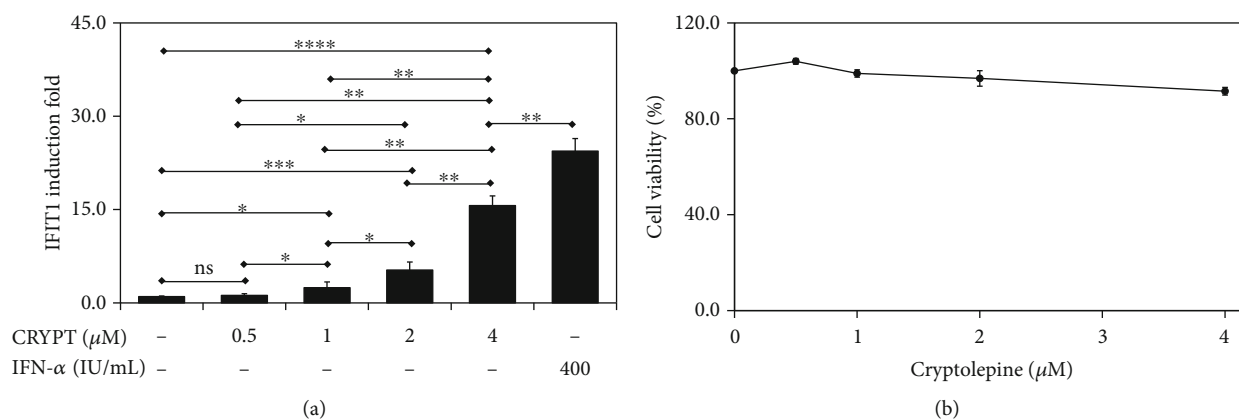 45.0
30.0
15.0
0.0
IFIT1 induction fold
****
**
**
*
**
**
***
**
*
*
*
ns
CRYPT (μM) – 0.5 1 2 4 –
IFN-α (IU/mL) – – – – – 400
(a)
120.0
80.0
40.0
0.0
Cell viability (%)
0 1 2 3 4
Cryptolepine (μM)
(b)